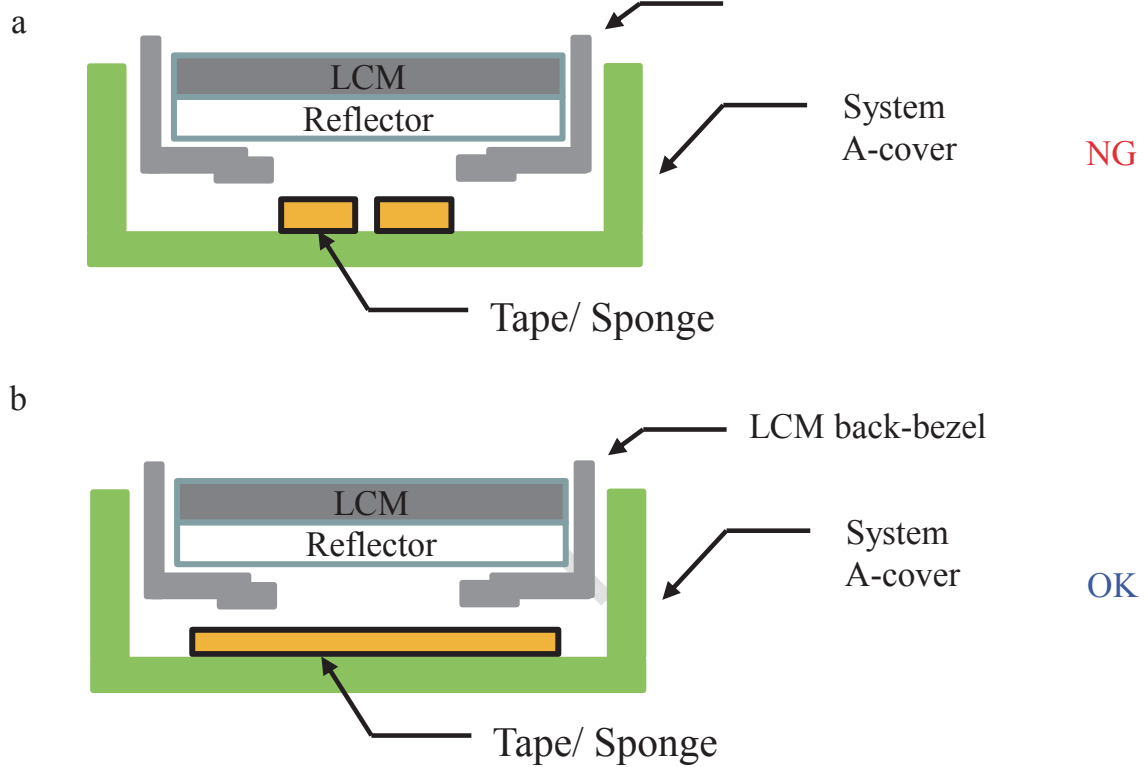 a
LCM
Reflector
System
A-cover
NG
Tape/ Sponge
b
LCM back-bezel
LCM
Reflector
System
A-cover
OK
Tape/ Sponge